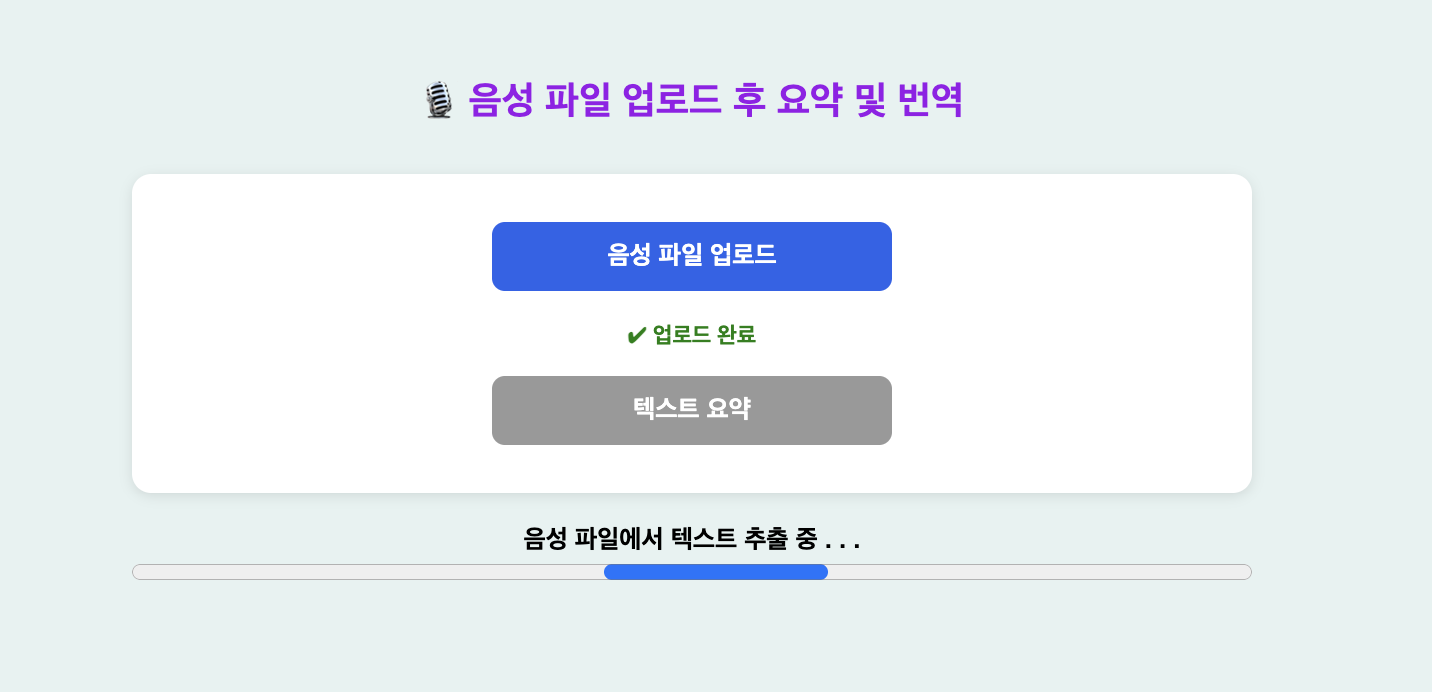 🎙️ 음성 파일 업로드 후 요약 및 번역
음성 파일 업로드
✔ 업로드 완료
텍스트 요약
음성 파일에서 텍스트 추출 중 . . .